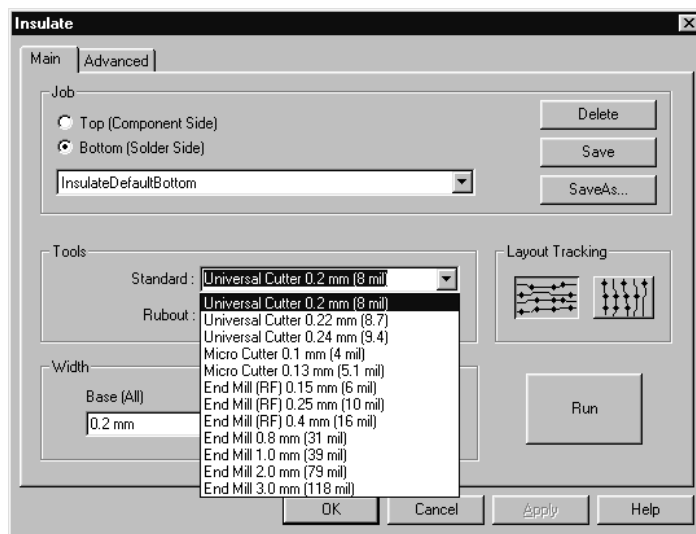 Insulate
Main
Advanced
Job
Top (Component Side)
Bottom (Solder Side)
InsulateDefaultBottom
Delete
Save
SaveAs...
Tools
Standard :
Universal Cutter 0.2 mm (8 mil)
Rubout :
Universal Cutter 0.2 mm (8 mil)
Universal Cutter 0.22 mm (8.7)
Universal Cutter 0.24 mm (9.4)
Micro Cutter 0.1 mm (4 mil)
Micro Cutter 0.13 mm (5.1 mil)
End Mill (RF) 0.15 mm (6 mil)
End Mill (RF) 0.25 mm (10 mil)
End Mill (RF) 0.4 mm (16 mil)
End Mill 0.8 mm (31 mil)
End Mill 1.0 mm (39 mil)
End Mill 2.0 mm (79 mil)
End Mill 3.0 mm (118 mil)
Layout Tracking
Width
Base (All)
0.2 mm
Run
OK
Cancel
Apply
Help